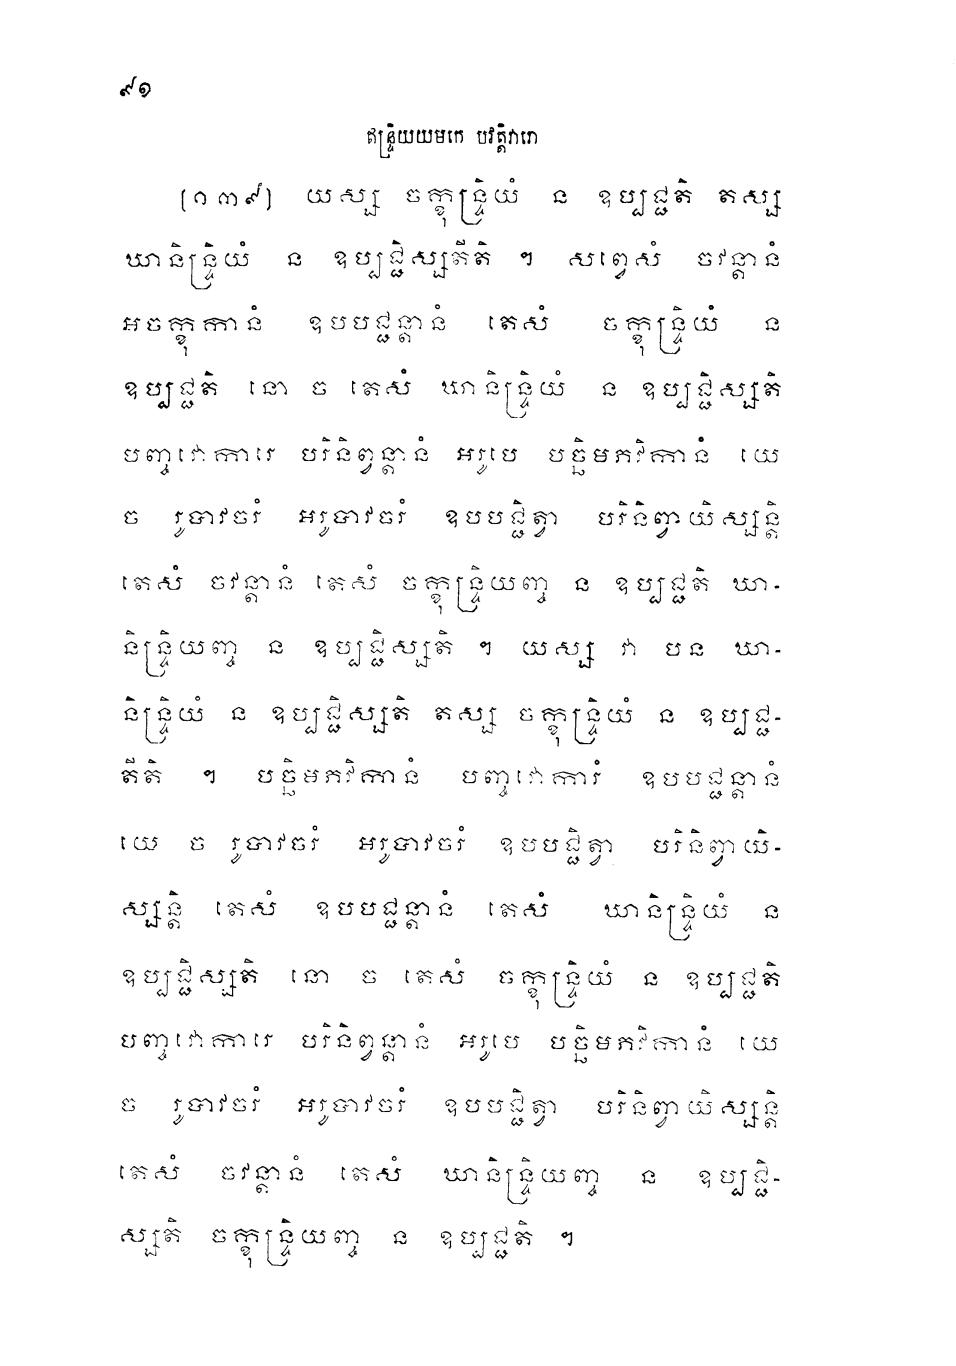 ៩១
ឥន្ទ្រិយយមកេ បវត្តិវារោ
[១៣៩] យស្ស ចក្ខុន្ទ្រិយំ ន ឧប្បជ្ជតិ តស្ស
ឃានិន្ទ្រិយំ ន ឧប្បជ្ជិស្សតីតិ ។ សព្វេសំ ចវន្តានំ
អចក្ខុកានំ ឧបបជ្ជន្តានំ តេសំ ចក្ខុន្ទ្រិយំ ន
ឧប្បជ្ជតិ នោ ច តេសំ ឃានិន្ទ្រិយំ ន ឧប្បជ្ជិស្សតិ
បញ្ចវោការេ បរិនិព្វន្តានំ អរូបេ បច្ឆិមភវិកានំ យេ
ច រូបាវចរំ អរូបាវចរំ ឧបបជ្ជិត្វា បរិនិព្វាយិស្សន្តិ
តេសំ ចវន្តានំ តេសំ ចក្ខុន្ទ្រិយញ្ច ន ឧប្បជ្ជតិ ឃា-
និន្ទ្រិយញ្ច ន ឧប្បជ្ជិស្សតិ ។ យស្ស វា បន ឃា-
និន្ទ្រិយំ ន ឧប្បជ្ជិស្សតិ តស្ស ចក្ខុន្ទ្រិយំ ន ឧប្បជ្ជ-
តីតិ ។ បច្ឆិមភវិកានំ បញ្ចវោការំ ឧបបជ្ជន្តានំ
យេ ច រូបាវចរំ អរូបាវចរំ ឧបបជ្ជិត្វា បរិនិព្វាយិ-
ស្សន្តិ តេសំ ឧបបជ្ជន្តានំ តេសំ ឃានិន្ទ្រិយំ ន
ឧប្បជ្ជិស្សតិ នោ ច តេសំ ចក្ខុន្ទ្រិយំ ន ឧប្បជ្ជតិ
បញ្ចវោការេ បរិនិព្វន្តានំ អរូបេ បច្ឆិមភវិកានំ យេ
ច រូបាវចរំ អរូបាវចរំ ឧបបជ្ជិត្វា បរិនិព្វាយិស្សន្តិ
តេសំ ចវន្តានំ តេសំ ឃានិន្ទ្រិយញ្ច ន ឧប្បជ្ជិ-
ស្សតិ ចក្ខុន្ទ្រិយញ្ច ន ឧប្បជ្ជតិ ។